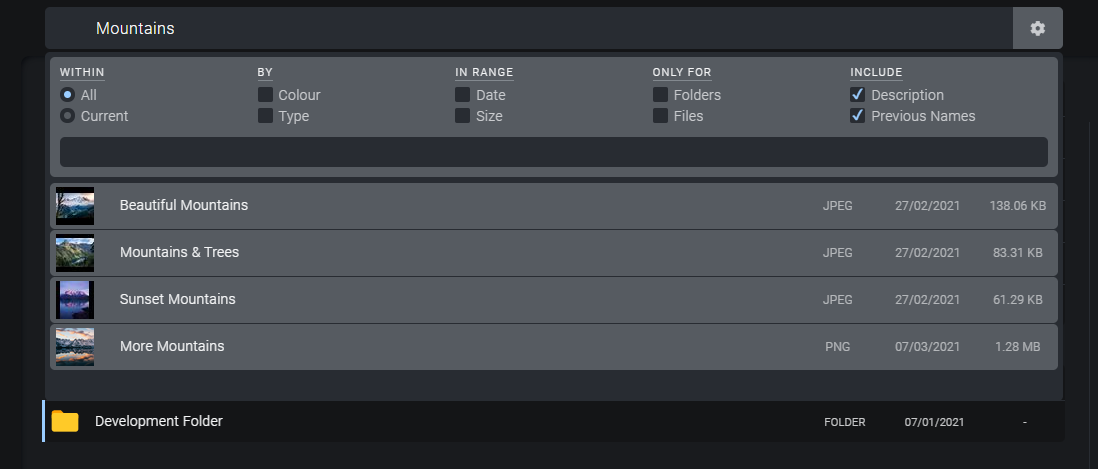 Mountains
WITHIN BY IN RANGE ONLY FOR INCLUDE
All Colour Date Folders Description
Current Type Size Files Previous Names
Beautiful Mountains JPEG 27/02/2021 138.06 KB
Mountains & Trees JPEG 27/02/2021 83.31 KB
Sunset Mountains JPEG 27/02/2021 61.29 KB
More Mountains PNG 07/03/2021 1.28 MB
Development Folder FOLDER 07/01/2021 -